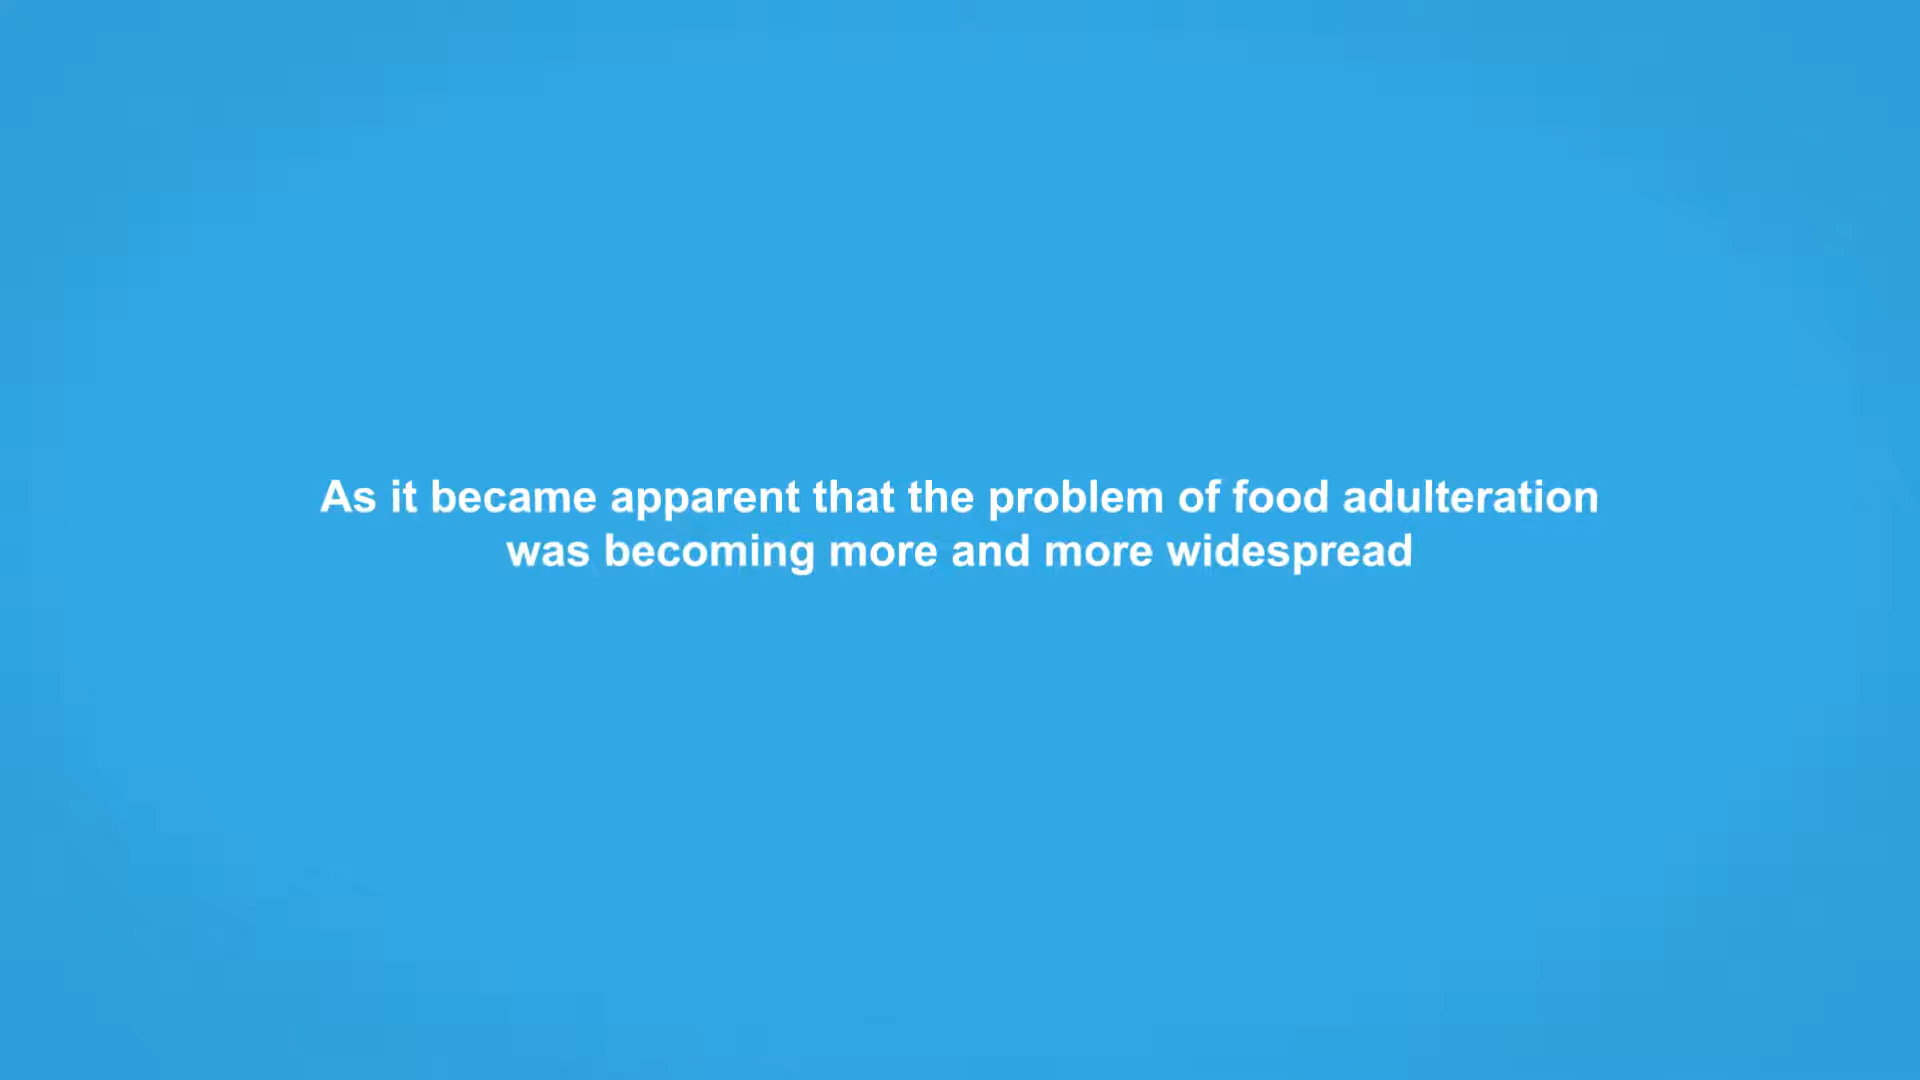 As it became apparent that the problem of food adulteration
was becoming more and more widespread